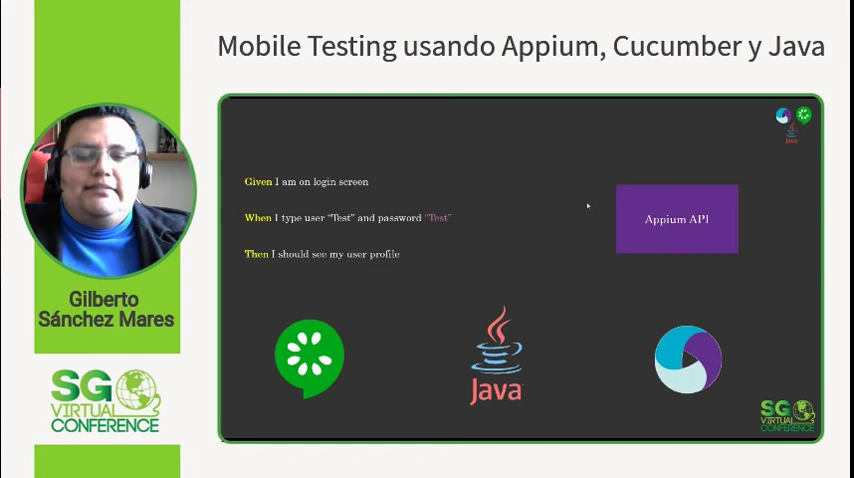 Mobile Testing usando Appium, Cucumber y Java
Java
Given I am on login screen
When I type user “Test” and password “Test”
Then I should see my user profile
Appium API
Java
Gilberto
Sánchez Mares
SG
VIRTUAL
CONFERENCE
SG
VIRTUAL
CONFERENCE